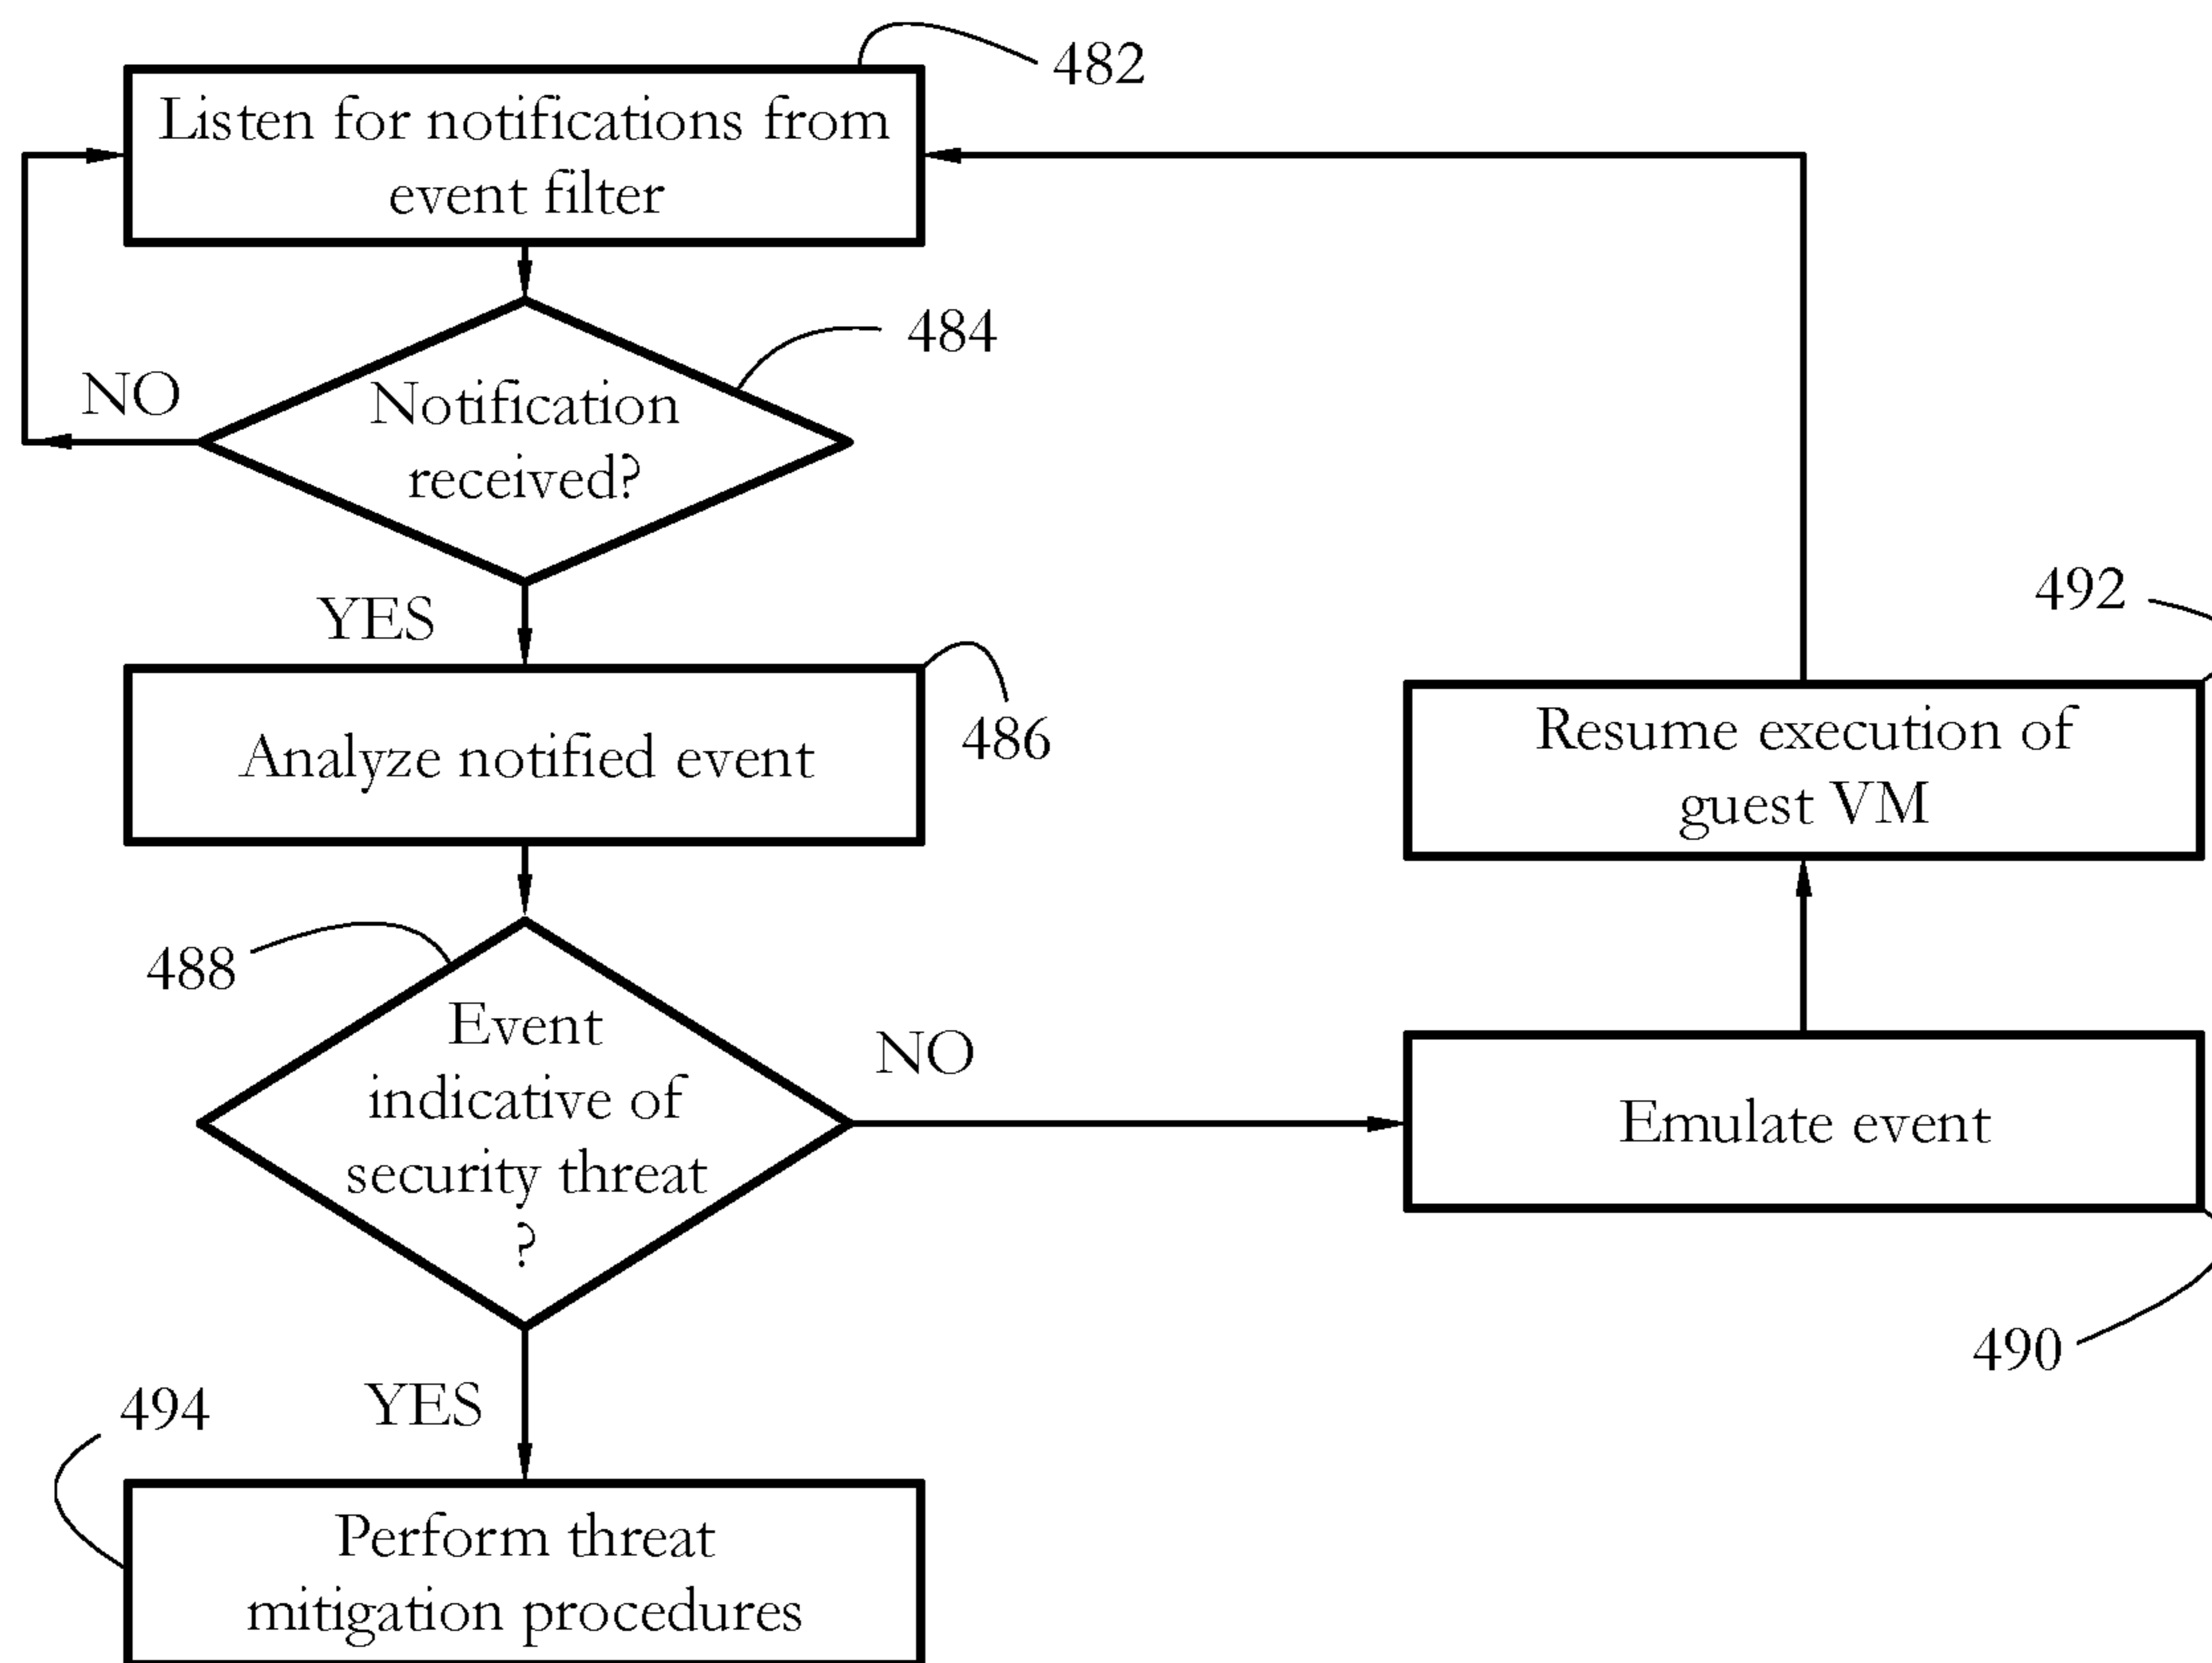 482
Listen for notifications from
event filter
484
Notification
received?
NO
YES
492
486
Analyze notified event
Resume execution of
guest VM
488
Event
indicative of
security threat
?
NO
Emulate event
490
494
YES
Perform threat
mitigation procedures